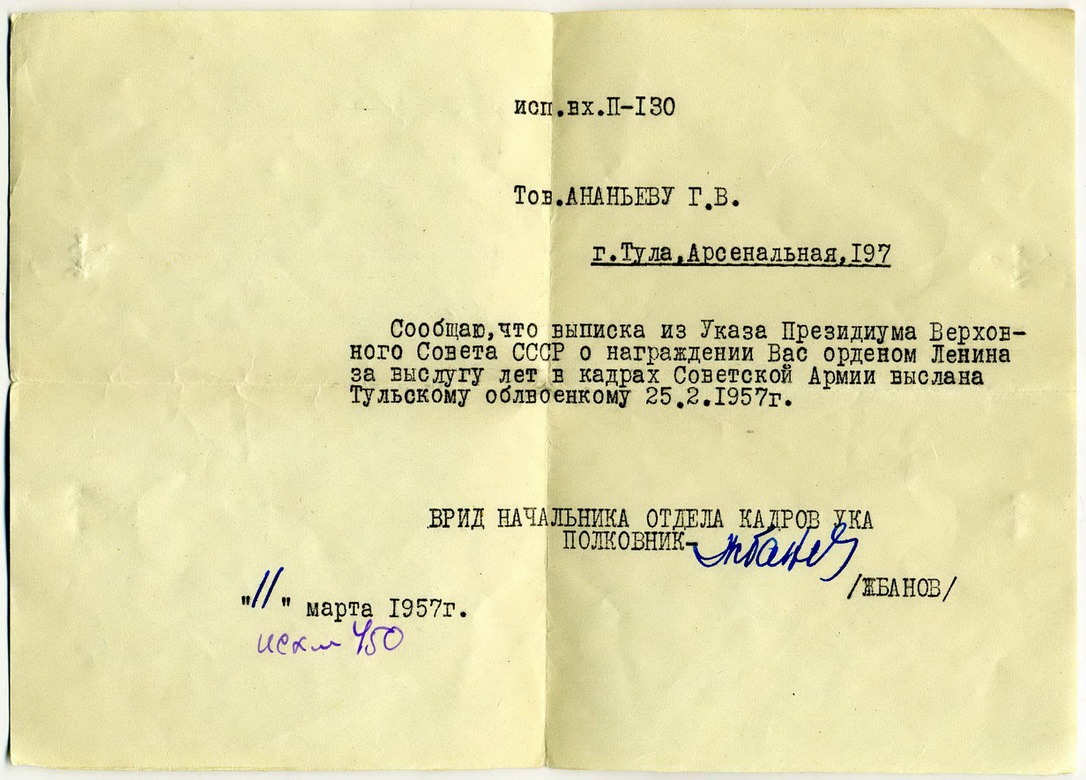 исп.вх.П-130
Тов.АНАНЬЕВУ Г.В.
г.Тула,Арсенальная,197
Сообщаю,что выписка из Указа Президиума Верхов-
ного Совета СССР о награждении Вас орденом Ленина
за выслугу лет в кадрах Советской Армии выслана
Тульскому облвоенкому 25.2.1957г.
ВРИД НАЧАЛЬНИКА ОТДЕЛА КАДРОВ УКА
ПОЛКОВНИК-
/ЖБАНОВ/
"11" марта 1957г.
450